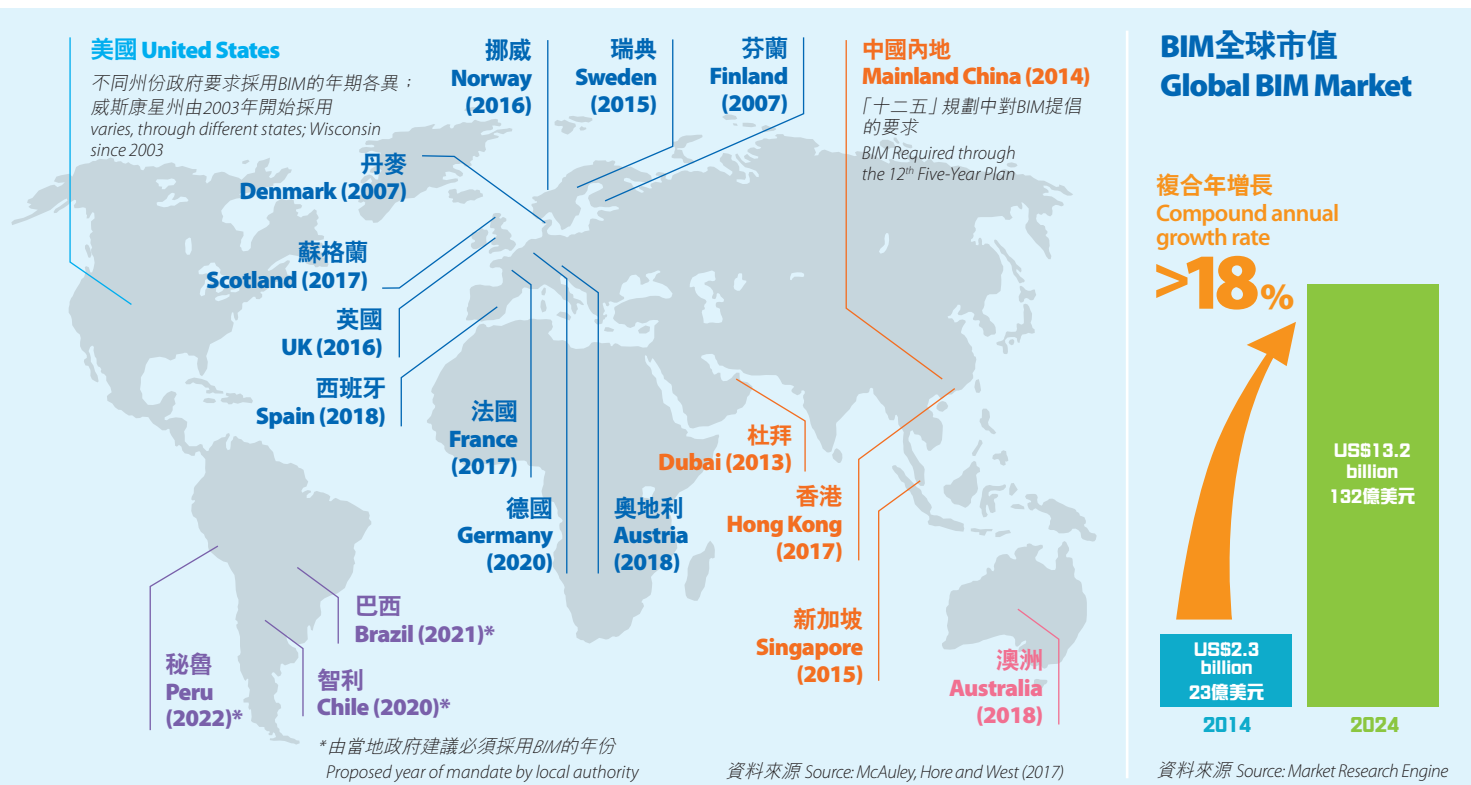 美國 United States
不同州份政府要求採用BIM的年期各異；
威斯康星州由2003年開始採用
varies, through different states; Wisconsin
since 2003
挪威
Norway
(2016)
瑞典
Sweden
(2015)
芬蘭
Finland
(2007)
中國內地
Mainland China (2014)
「十二五」規劃中對BIM提倡
的要求
BIM Required through
the 12th Five-Year Plan
丹麥
Denmark (2007)
蘇格蘭
Scotland (2017)
英國
UK (2016)
西班牙
Spain (2018)
法國
France
(2017)
德國
Germany
(2020)
奧地利
Austria
(2018)
杜拜
Dubai (2013)
香港
Hong Kong
(2017)
新加坡
Singapore
(2015)
澳洲
Australia
(2018)
巴西
Brazil (2021)*
智利
Chile (2020)*
秘魯
Peru
(2022)*
*由當地政府建議必須採用BIM的年份
Proposed year of mandate by local authority
資料來源 Source: McAuley, Hore and West (2017)
BIM全球市值
Global BIM Market
複合年增長
Compound annual
growth rate
>18%
US$13.2
billion
132億美元
US$2.3
billion
23億美元
2014
2024
資料來源 Source: Market Research Engine